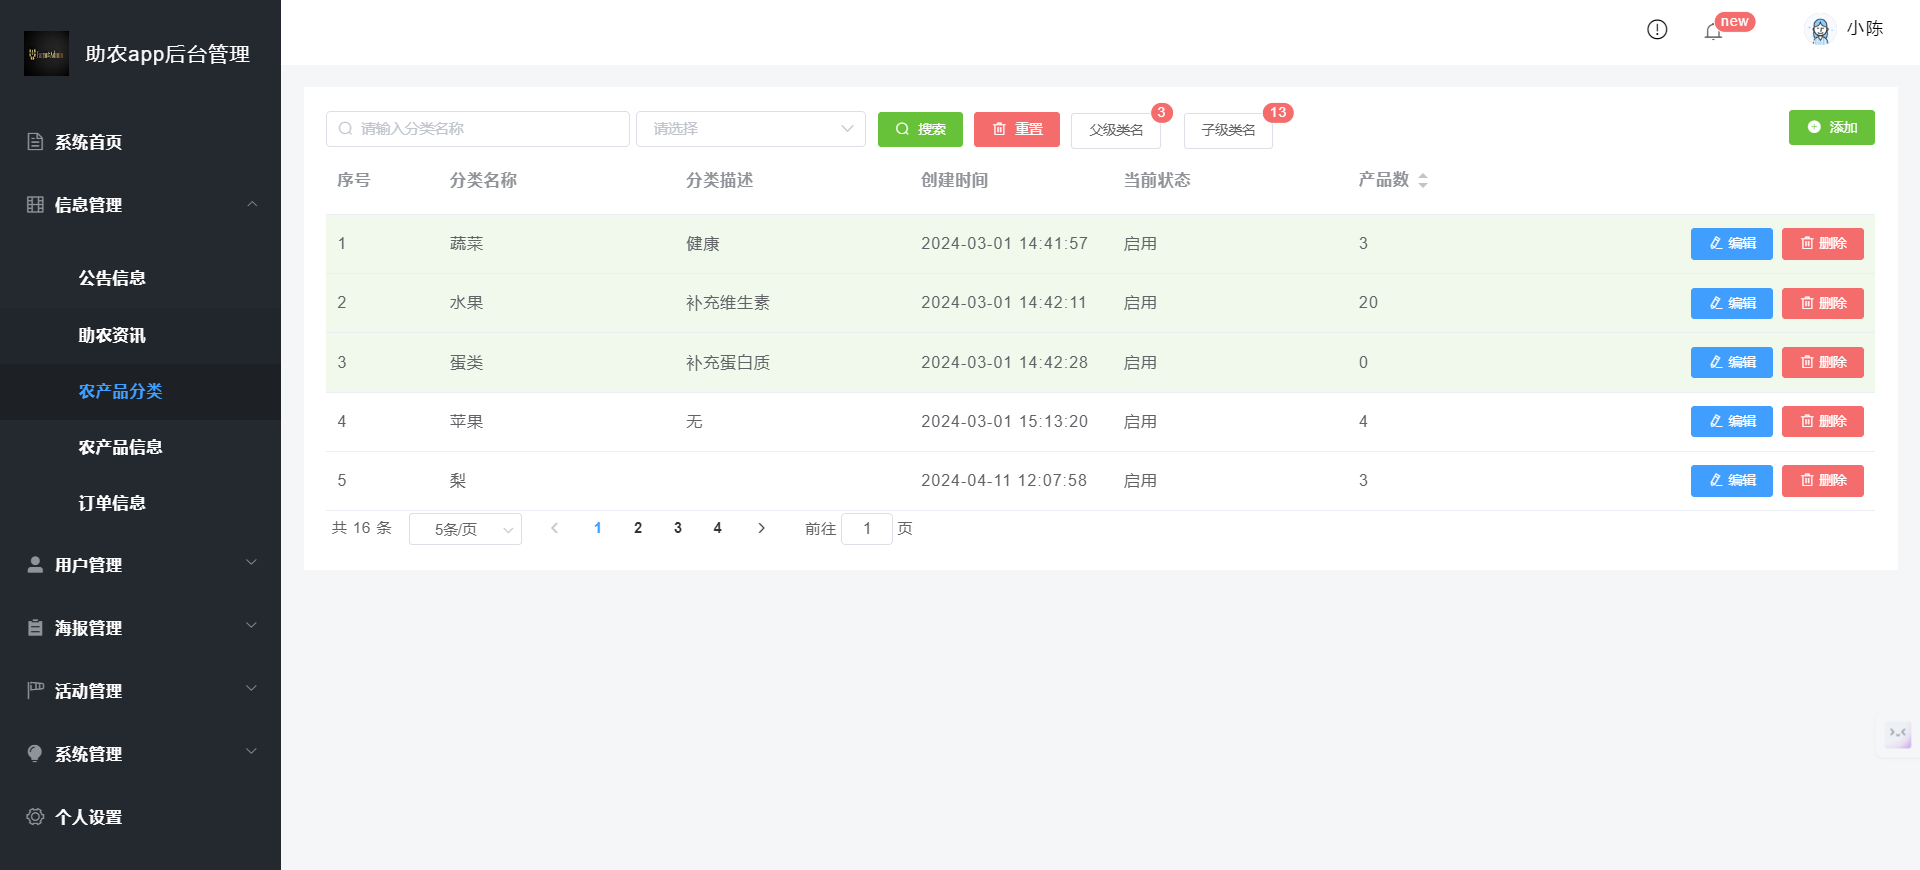 助农app后台管理
new
小陈
系统首页
信息管理
公告信息
助农资讯
农产品分类
农产品信息
订单信息
用户管理
海报管理
活动管理
系统管理
个人设置
请输入分类名称 请选择 搜索 重置 父级类名 3 子级类名 13 添加
序号 分类名称 分类描述 创建时间 当前状态 产品数
1 蔬菜 健康 2024-03-01 14:41:57 启用 3 编辑 删除
2 水果 补充维生素 2024-03-01 14:42:11 启用 20 编辑 删除
3 蛋类 补充蛋白质 2024-03-01 14:42:28 启用 0 编辑 删除
4 苹果 无 2024-03-01 15:13:20 启用 4 编辑 删除
5 梨 2024-04-11 12:07:58 启用 3 编辑 删除
共 16 条 5条/页 1 2 3 4 前往 1 页